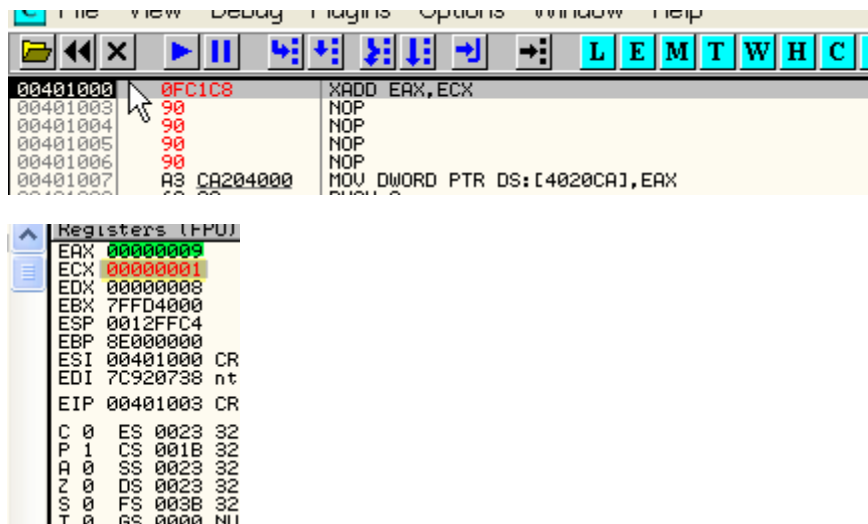 C File View Debug Plugins Options Window Help
L E M T W H C
00401000 0FC1C8 XADD EAX,ECX
00401003 90 NOP
00401004 90 NOP
00401005 90 NOP
00401006 90 NOP
00401007 A3 CA204000 MOV DWORD PTR DS:[4020CA],EAX
Registers (FPU)
EAX 00000009
ECX 00000001
EDX 00000008
EBX 7FFD4000
ESP 0012FFC4
EBP 8E000000
ESI 00401000 CR
EDI 7C920738 nt
EIP 00401003 CR
C 0 ES 0023 32
P 1 CS 001B 32
A 0 SS 0023 32
Z 0 DS 0023 32
S 0 FS 003B 32
T 0 GS 0000 NU